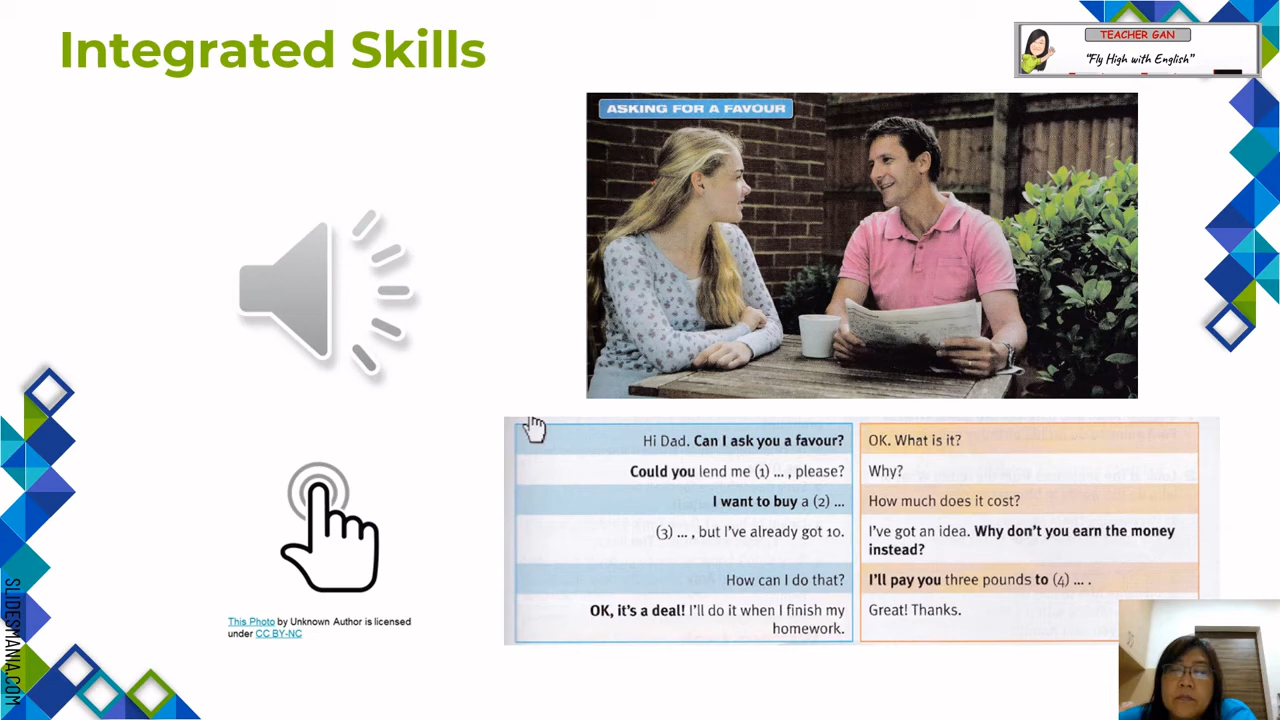 Integrated Skills
TEACHER GAN
“Fly High with English”
ASKING FOR A FAVOUR
Hi Dad. Can I ask you a favour?
OK. What is it?
Could you lend me (1) ... , please?
Why?
I want to buy a (2) ...
How much does it cost?
(3) ... , but I've already got 10.
I've got an idea. Why don't you earn the money
instead?
How can I do that?
I'll pay you three pounds to (4) ... .
OK, it's a deal! I'll do it when I finish my
homework.
Great! Thanks.
This Photo by Unknown Author is licensed
under CC BY-NC
SLIDESMANIA.COM